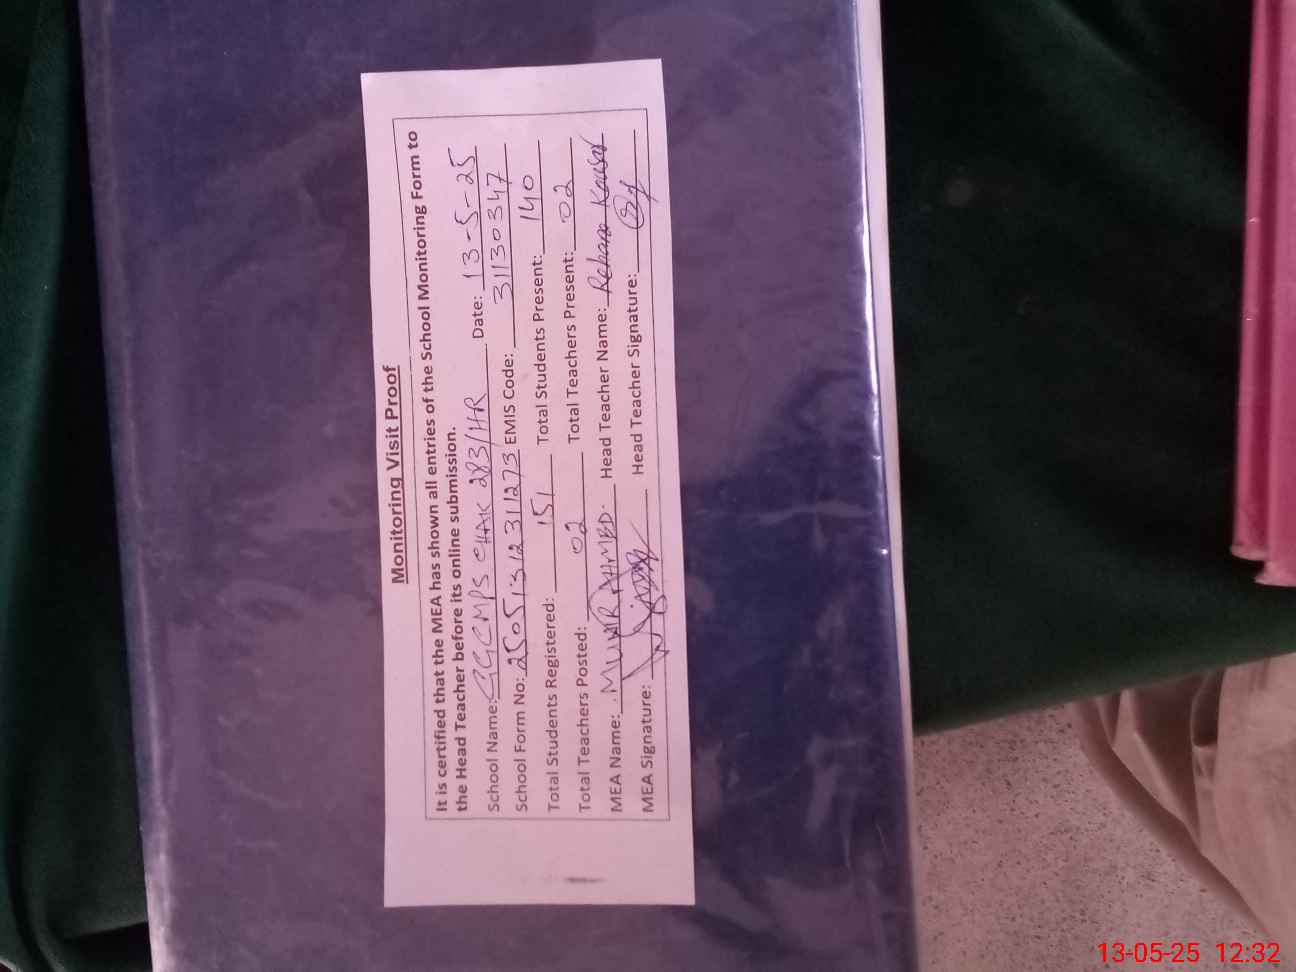 Monitoring Visit Proof
It is certified that the MEA has shown all entries of the School Monitoring Form to
the Head Teacher before its online submission.
School Name: GGCMPS CHAK 283/HR Date: 13-5-25
School Form No: 25051312311273 EMIS Code: 31130347
Total Students Registered: 151 Total Students Present: 140
Total Teachers Posted: 02 Total Teachers Present: 02
MEA Name: MUNIR AHMED. Head Teacher Name: Rehana Kousar
MEA Signature: Head Teacher Signature:
13-05-25 12:32